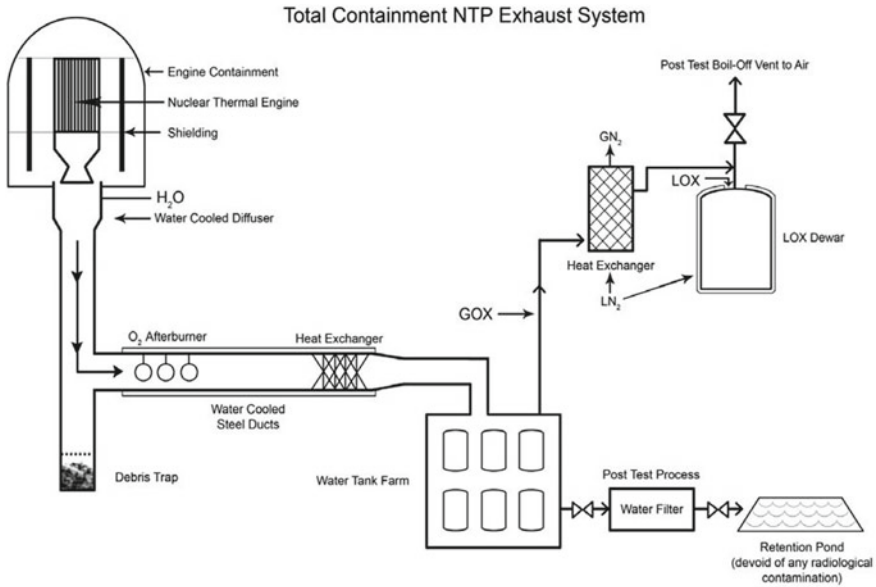 Total Containment NTP Exhaust System
Engine Containment
Nuclear Thermal Engine
Shielding
H₂O
Water Cooled Diffuser
Post Test Boil-Off Vent to Air
GN₂
LOX
LOX Dewar
Heat Exchanger
LN₂
GOX
O₂ Afterburner
Heat Exchanger
Water Cooled
Steel Ducts
Debris Trap
Water Tank Farm
Post Test Process
Water Filter
Retention Pond
(devoid of any radiological
contamination)